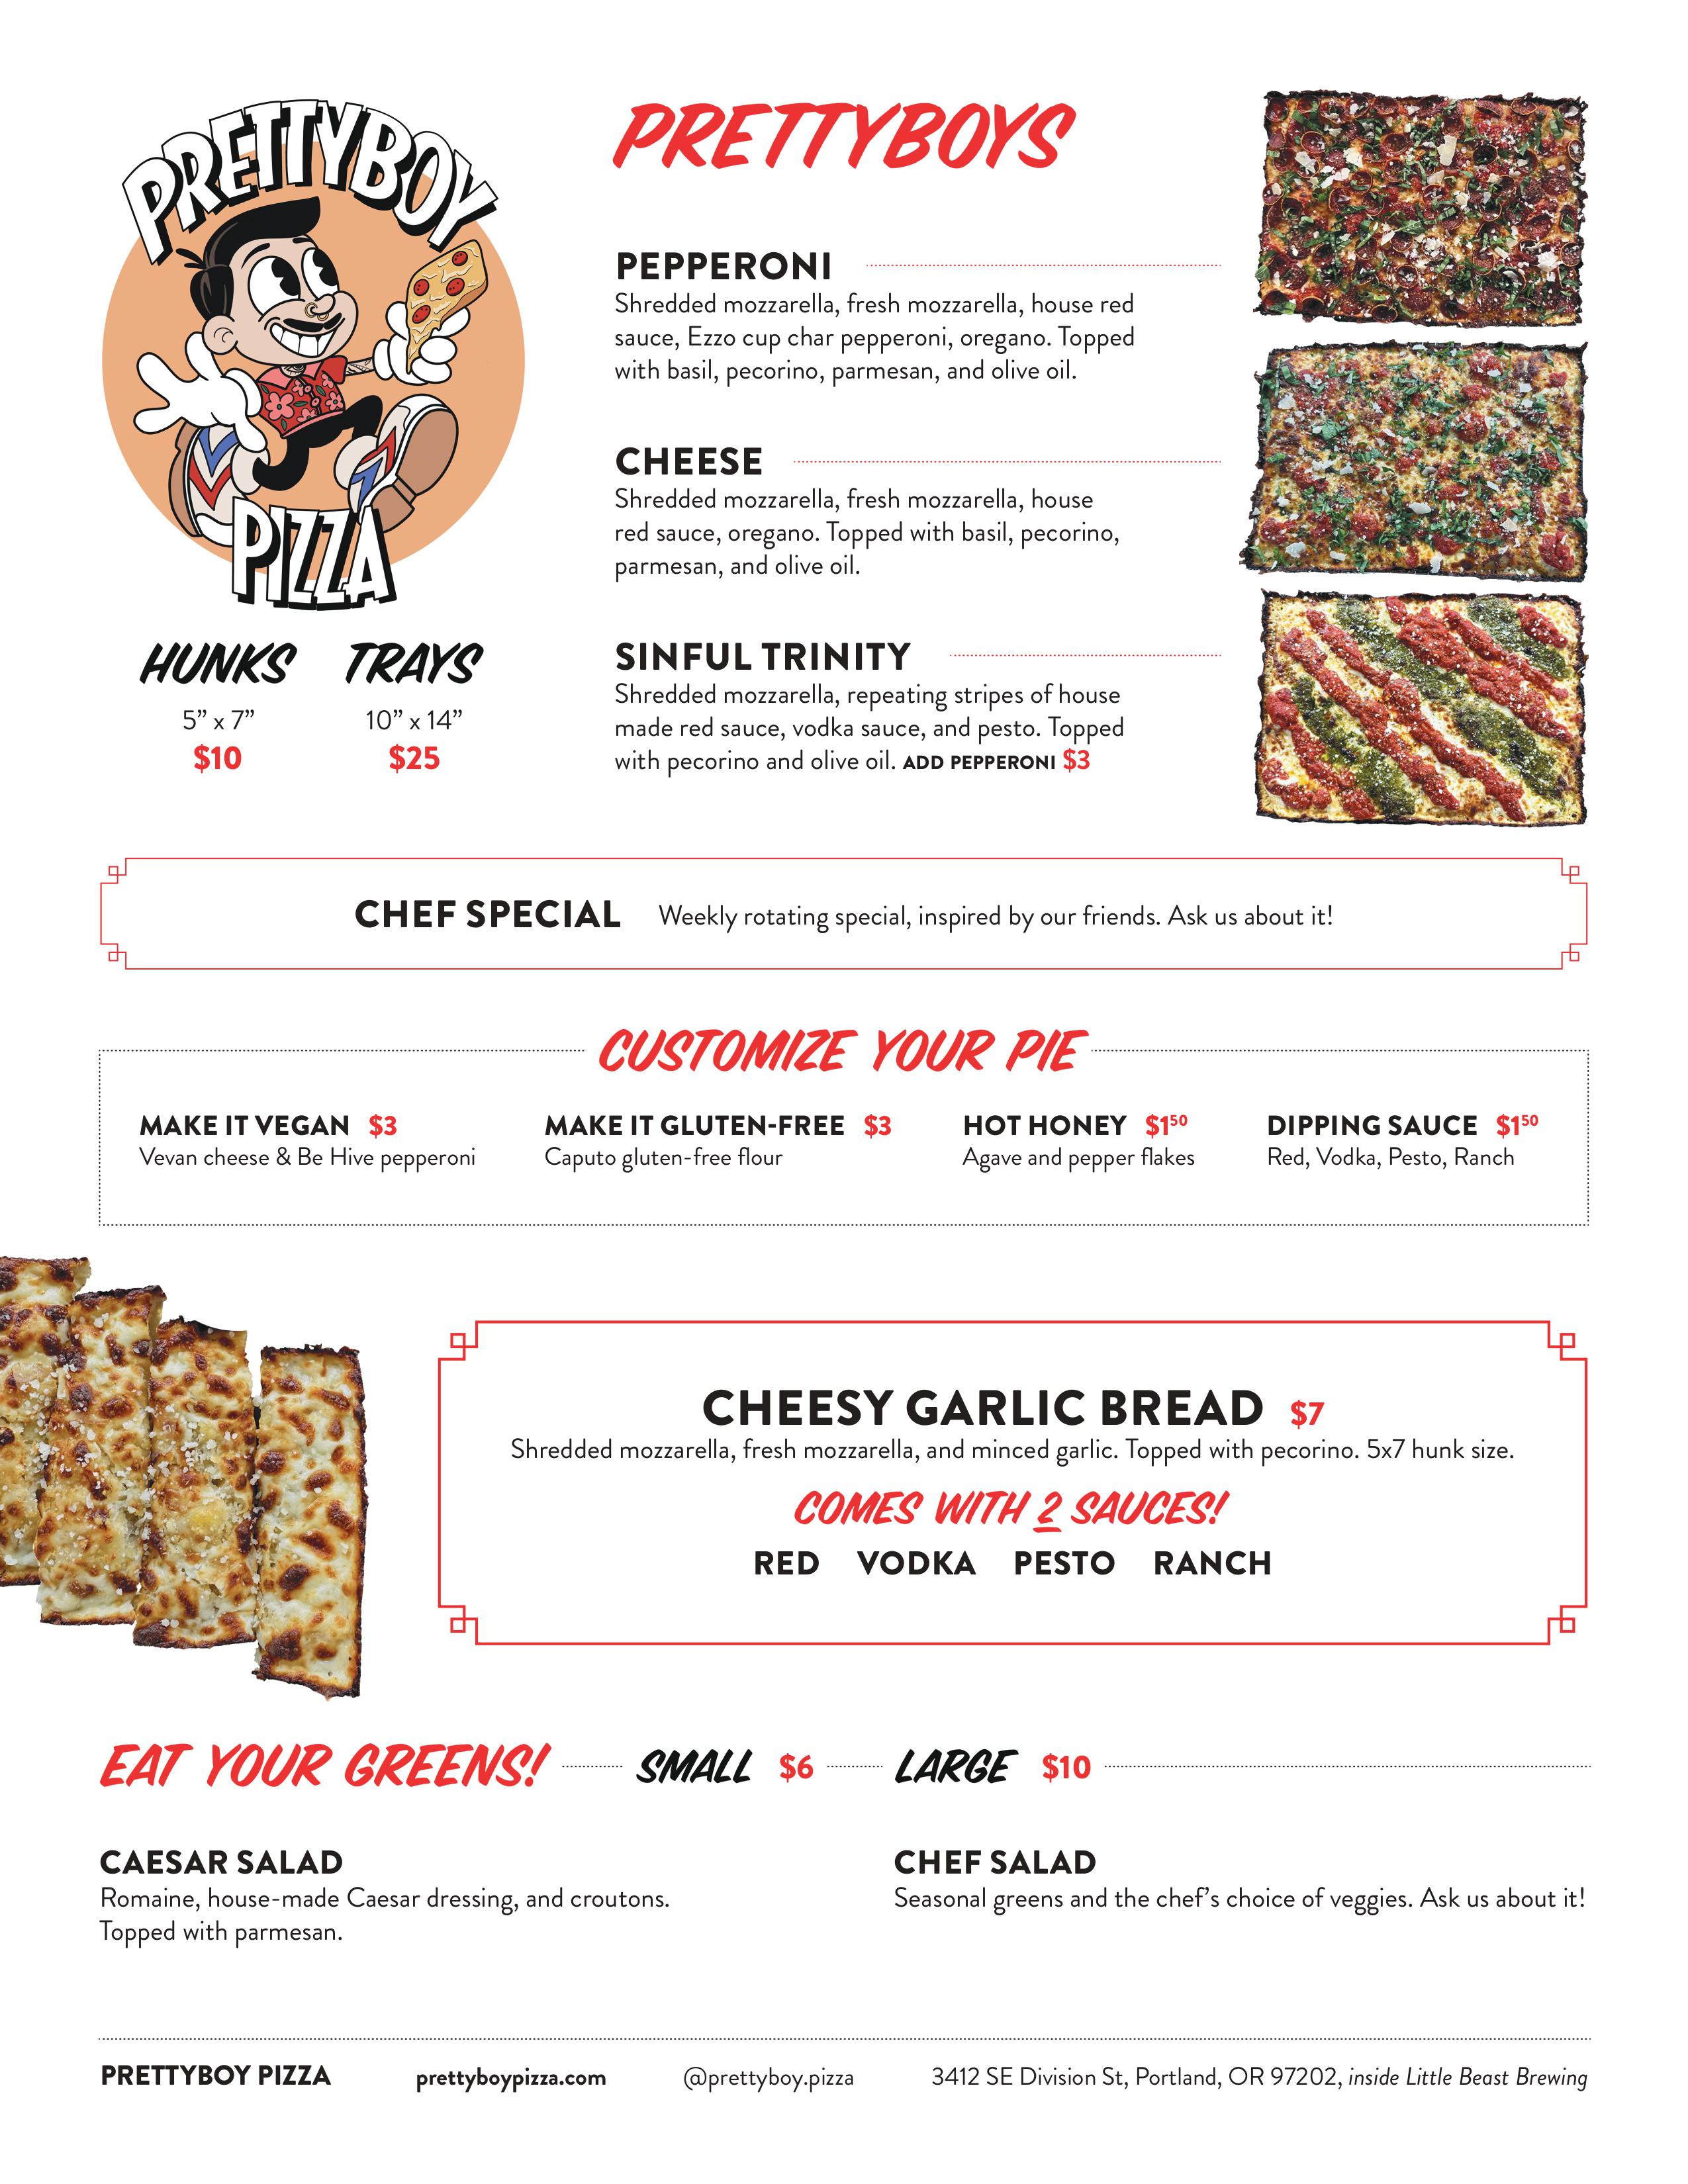 PRETTYBOY
PIZZA
HUNKS TRAYS
5” x 7” 10” x 14”
$10 $25
PRETTYBOYS
PEPPERONI
Shredded mozzarella, fresh mozzarella, house red
sauce, Ezzo cup char pepperoni, oregano. Topped
with basil, pecorino, parmesan, and olive oil.
CHEESE
Shredded mozzarella, fresh mozzarella, house
red sauce, oregano. Topped with basil, pecorino,
parmesan, and olive oil.
SINFUL TRINITY
Shredded mozzarella, repeating stripes of house
made red sauce, vodka sauce, and pesto. Topped
with pecorino and olive oil. ADD PEPPERONI $3
CHEF SPECIAL Weekly rotating special, inspired by our friends. Ask us about it!
CUSTOMIZE YOUR PIE
MAKE IT VEGAN $3
Vevan cheese & Be Hive pepperoni
MAKE IT GLUTEN-FREE $3
Caputo gluten-free flour
HOT HONEY $1⁵⁰
Agave and pepper flakes
DIPPING SAUCE $1⁵⁰
Red, Vodka, Pesto, Ranch
CHEESY GARLIC BREAD $7
Shredded mozzarella, fresh mozzarella, and minced garlic. Topped with pecorino. 5x7 hunk size.
COMES WITH 2 SAUCES!
RED VODKA PESTO RANCH
EAT YOUR GREENS! SMALL $6 LARGE $10
CAESAR SALAD
Romaine, house-made Caesar dressing, and croutons.
Topped with parmesan.
CHEF SALAD
Seasonal greens and the chef’s choice of veggies. Ask us about it!
PRETTYBOY PIZZA prettyboypizza.com @prettyboy.pizza 3412 SE Division St, Portland, OR 97202, inside Little Beast Brewing